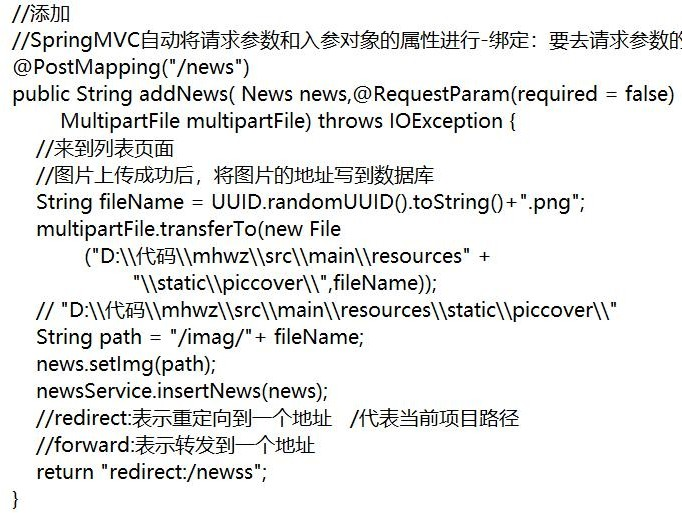 //添加
//SpringMVC自动将请求参数和入参对象的属性进行-绑定：要去请求参数的
@PostMapping("/news")
public String addNews( News news,@RequestParam(required = false)
MultipartFile multipartFile) throws IOException {
//来到列表页面
//图片上传成功后，将图片的地址写到数据库
String fileName = UUID.randomUUID().toString()+".png";
multipartFile.transferTo(new File
("D:\\代码\\mhwz\\src\\main\\resources" +
"\\static\\piccover\\",fileName));
// "D:\\代码\\mhwz\\src\\main\\resources\\static\\piccover\\"
String path = "/imag/"+ fileName;
news.setImg(path);
newsService.insertNews(news);
//redirect:表示重定向到一个地址 /代表当前项目路径
//forward:表示转发到一个地址
return "redirect:/newss";
}